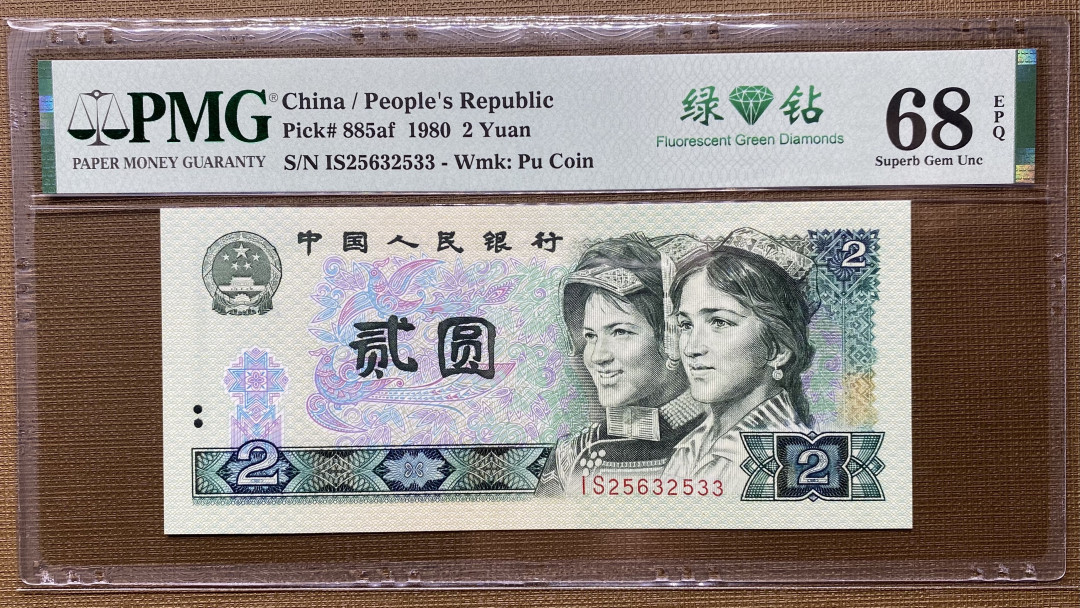 PMG®
PAPER MONEY GUARANTY
China / People's Republic
Pick# 885af 1980 2 Yuan
S/N IS25632533 - Wmk: Pu Coin
绿 钻
Fluorescent Green Diamonds
68
EPQ
Superb Gem Unc
中国人民银行
2
贰圆
2
IS25632533
2